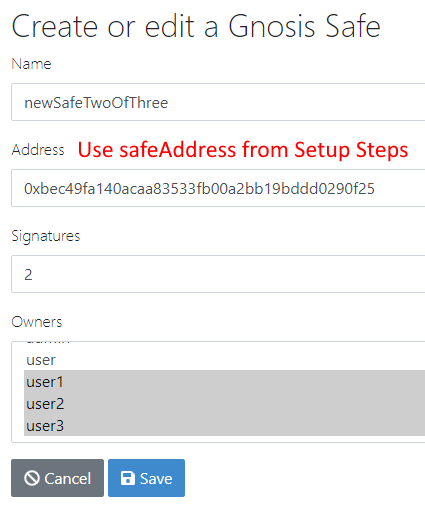 Create or edit a Gnosis Safe
Name
newSafeTwoOfThree
Address Use safeAddress from Setup Steps
0xbec49fa140acaa83533fb00a2bb19bddd0290f25
Signatures
2
Owners
user
user1
user2
user3
Cancel Save